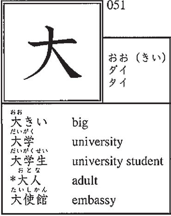 051
大
おお（きい）
ダイ
タイ
おお
大きい big
だいがく
大学 university
だいがくせい
大学生 university student
おとな
*大人 adult
たいしかん
大使館 embassy